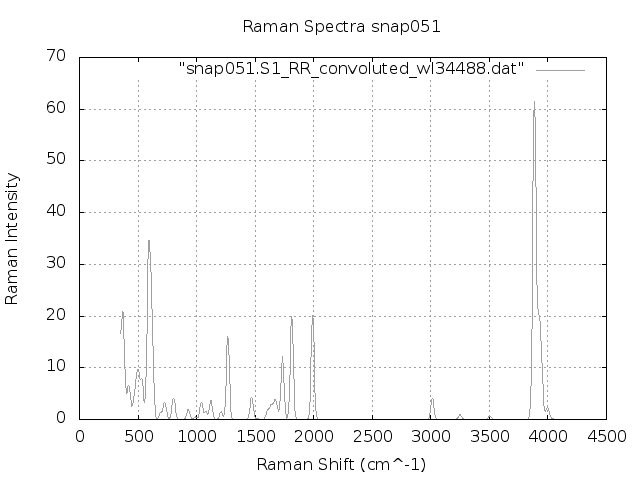 Raman Spectra snap051
"snap051.S1_RR_convoluted_wl34488.dat"
70
60
50
40
30
20
10
0
Raman Intensity
0 500 1000 1500 2000 2500 3000 3500 4000 4500
Raman Shift (cm^-1)